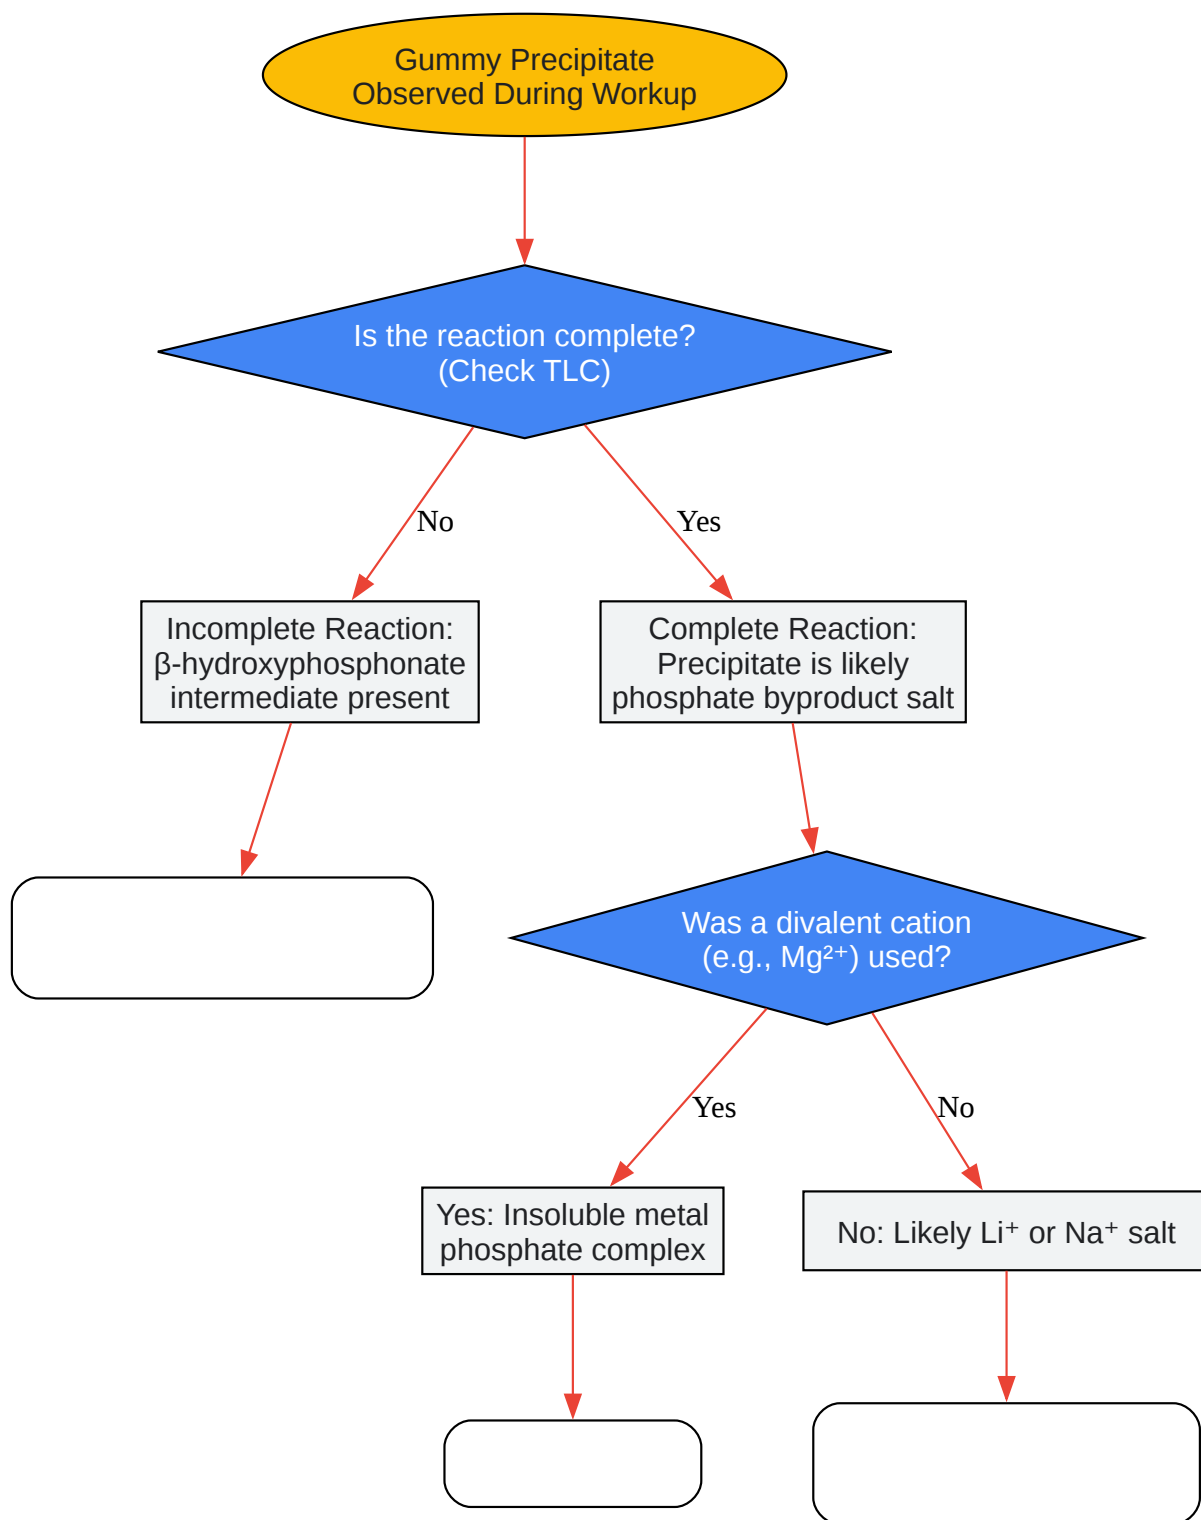 Gummy Precipitate
Observed During Workup
Is the reaction complete?
(Check TLC)
No
Yes
Incomplete Reaction:
β-hydroxyphosphonate
intermediate present
Complete Reaction:
Precipitate is likely
phosphate byproduct salt
Was a divalent cation
(e.g., Mg²⁺) used?
Yes
No
Yes: Insoluble metal
phosphate complex
No: Likely Li⁺ or Na⁺ salt